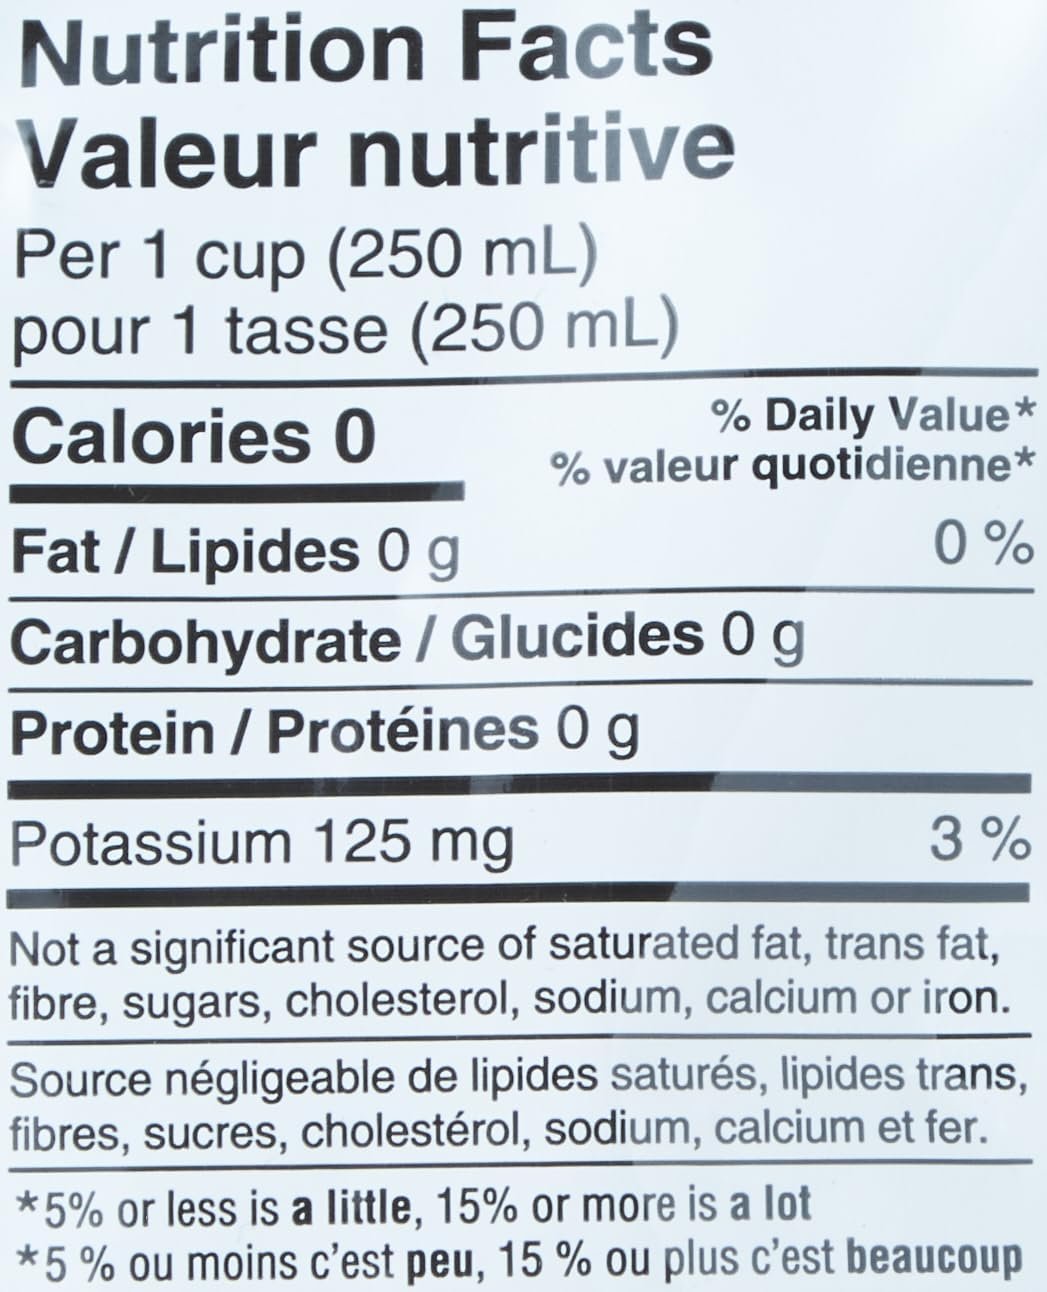 Nutrition Facts
Valeur nutritive
Per 1 cup (250 mL)
pour 1 tasse (250 mL)
Calories 0
% Daily Value*
% valeur quotidienne*
Fat / Lipides 0 g 0 %
Carbohydrate / Glucides 0 g
Protein / Protéines 0 g
Potassium 125 mg 3 %
Not a significant source of saturated fat, trans fat,
fibre, sugars, cholesterol, sodium, calcium or iron.
Source négligeable de lipides saturés, lipides trans,
fibres, sucres, cholestérol, sodium, calcium et fer.
*5% or less is a little, 15% or more is a lot
*5 % ou moins c'est peu, 15 % ou plus c'est beaucoup